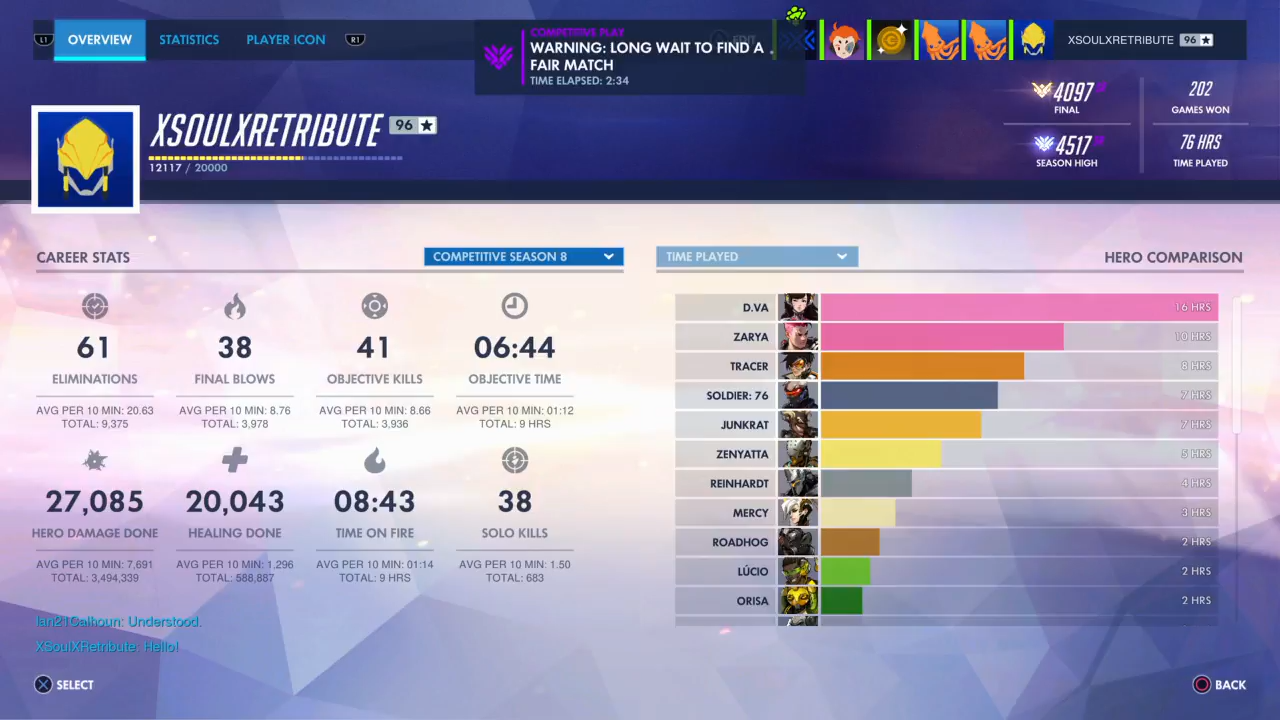 L1
OVERVIEW
STATISTICS
PLAYER ICON
R1
COMPETITIVE PLAY
WARNING: LONG WAIT TO FIND A
FAIR MATCH
TIME ELAPSED: 2:34
EDIT
XSOULXRETRIBUTE 96
XSOULXRETRIBUTE 96
12117 / 20000
4097
FINAL
202
GAMES WON
4517
SEASON HIGH
76 HRS
TIME PLAYED
CAREER STATS
COMPETITIVE SEASON 8
61
ELIMINATIONS
AVG PER 10 MIN: 20.63
TOTAL: 9,375
38
FINAL BLOWS
AVG PER 10 MIN: 8.76
TOTAL: 3,978
41
OBJECTIVE KILLS
AVG PER 10 MIN: 8.66
TOTAL: 3,936
06:44
OBJECTIVE TIME
AVG PER 10 MIN: 01:12
TOTAL: 9 HRS
27,085
HERO DAMAGE DONE
AVG PER 10 MIN: 7,691
TOTAL: 3,494,339
20,043
HEALING DONE
AVG PER 10 MIN: 1,296
TOTAL: 588,887
08:43
TIME ON FIRE
AVG PER 10 MIN: 01:14
TOTAL: 9 HRS
38
SOLO KILLS
AVG PER 10 MIN: 1.50
TOTAL: 683
TIME PLAYED
HERO COMPARISON
D.VA 16 HRS
ZARYA 10 HRS
TRACER 8 HRS
SOLDIER: 76 7 HRS
JUNKRAT 7 HRS
ZENYATTA 5 HRS
REINHARDT 4 HRS
MERCY 3 HRS
ROADHOG 2 HRS
LÚCIO 2 HRS
ORISA 2 HRS
Ian21Calhoun: Understood.
XSoulXRetribute: Hello!
SELECT
BACK